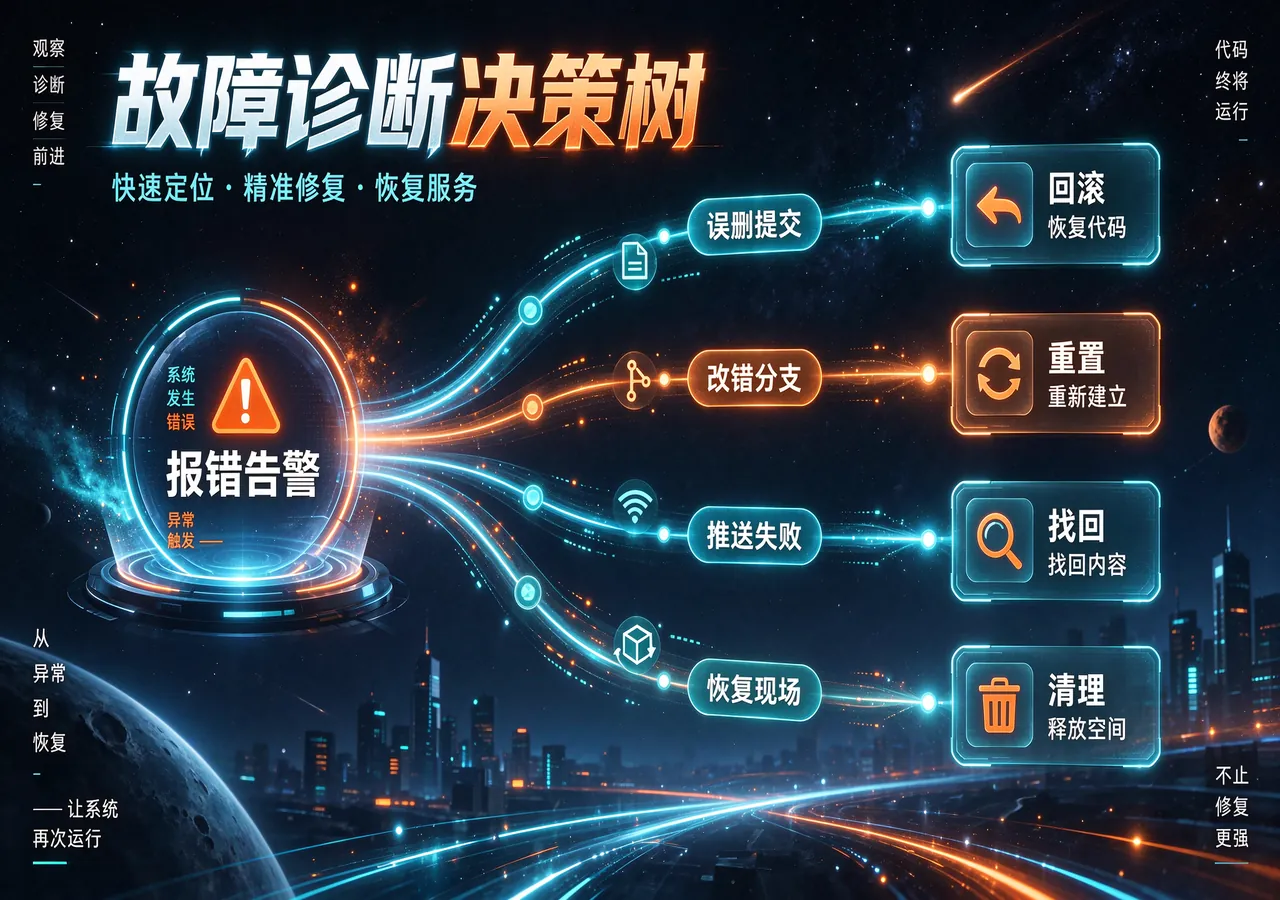 观察
诊断
修复
前进
故障诊断决策树
快速定位 · 精准修复 · 恢复服务
代码
终将
运行
系统
发生
错误
报错告警
异常
触发 ——
误删提交
回滚
恢复代码
改错分支
重置
重新建立
推送失败
找回
找回内容
恢复现场
清理
释放空间
从
异常
到
恢复
—— 让系统
再次运行
不止
修复
更强